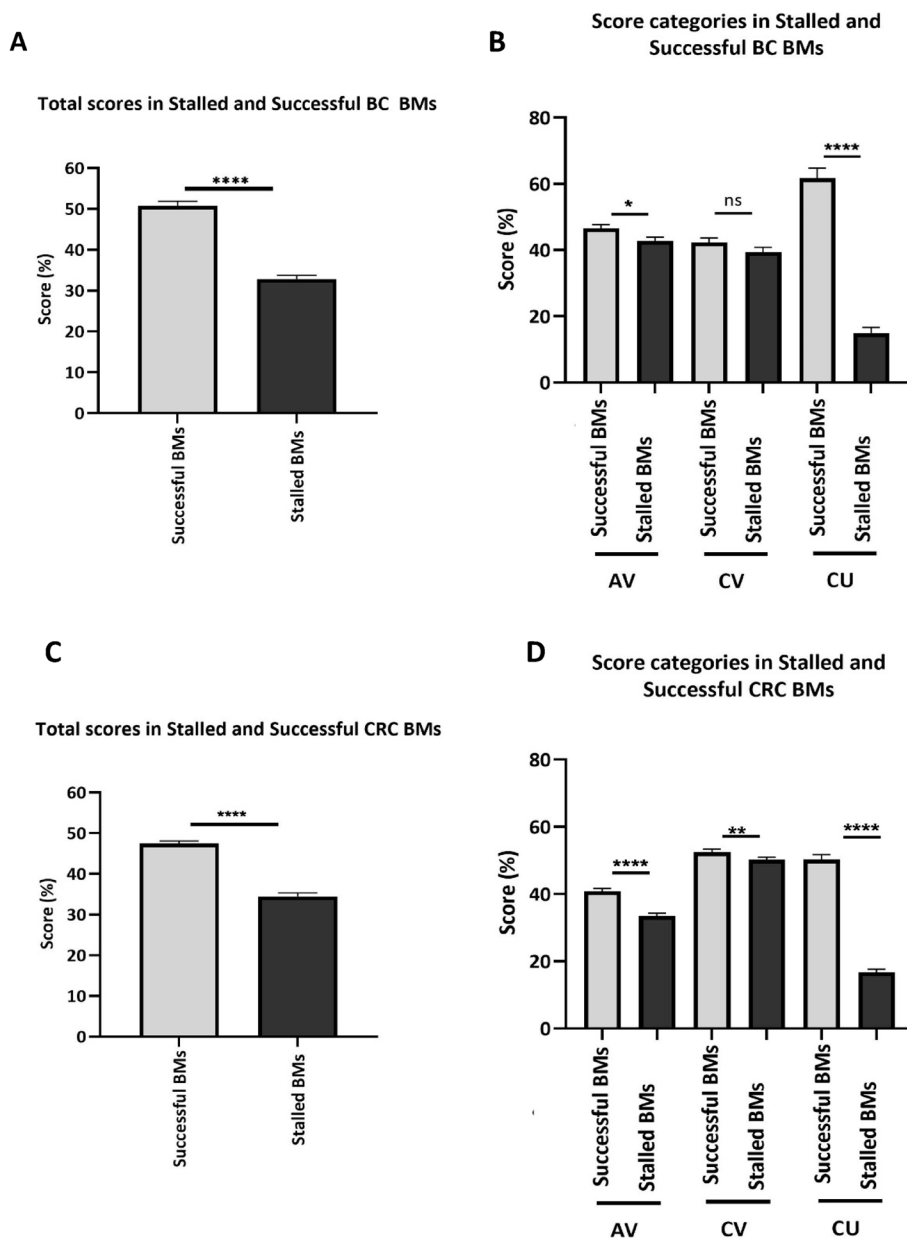 A
Total scores in Stalled and Successful BC BMs
60
50
40
30
20
10
0
Score (%)
****
Successful BMs
Stalled BMs
B
Score categories in Stalled and
Successful BC BMs
80
60
40
20
0
Score (%)
*
ns
****
Successful BMs
Stalled BMs
Successful BMs
Stalled BMs
Successful BMs
Stalled BMs
AV
CV
CU
C
Total scores in Stalled and Successful CRC BMs
60
50
40
30
20
10
0
Score (%)
****
Successful BMs
Stalled BMs
D
Score categories in Stalled and
Successful CRC BMs
80
60
40
20
0
Score (%)
****
**
****
Successful BMs
Stalled BMs
Successful BMs
Stalled BMs
Successful BMs
Stalled BMs
AV
CV
CU